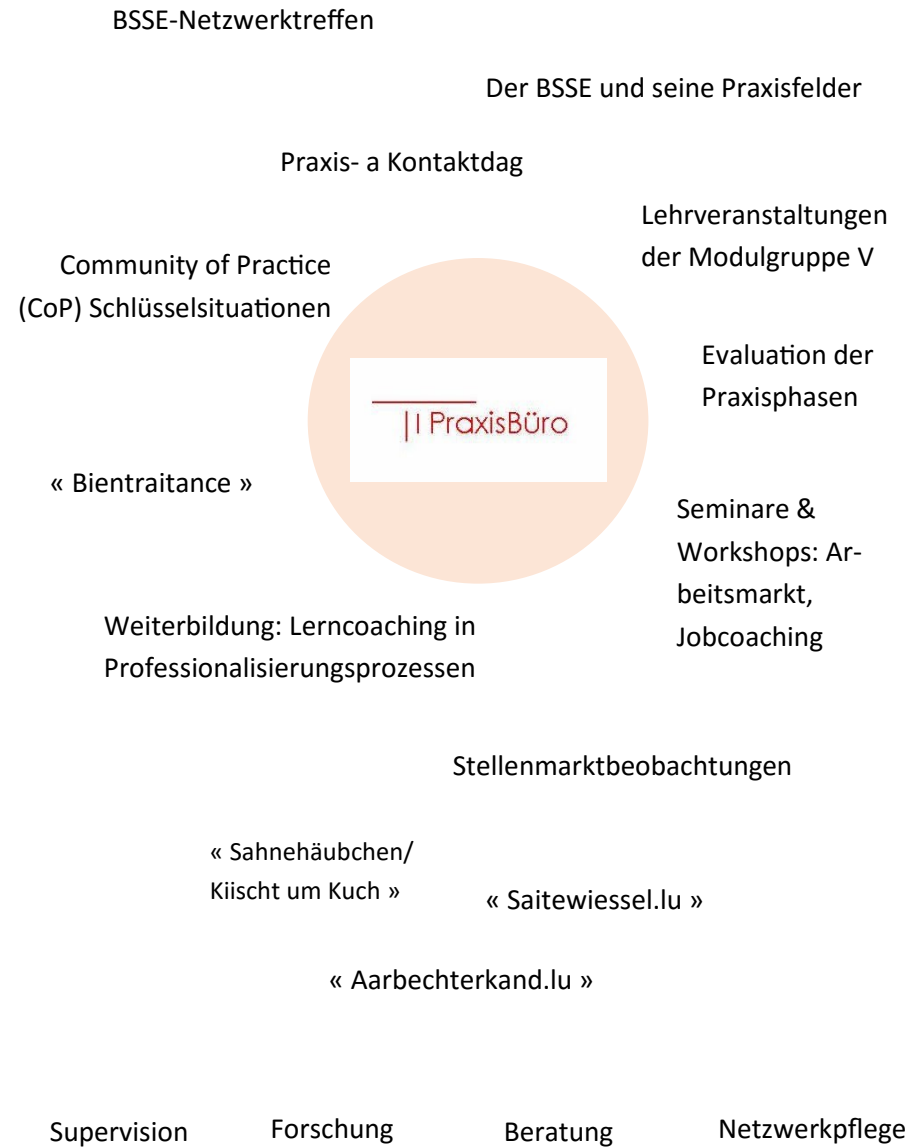 BSSE-Netzwerktreffen
Der BSSE und seine Praxisfelder
Praxis- a Kontaktdag
Lehrveranstaltungen
der Modulgruppe V
Community of Practice
(CoP) Schlüsselsituationen
Evaluation der
Praxisphasen
|| PraxisBüro
« Bientraitance »
Seminare &
Workshops: Ar-
beitsmarkt,
Jobcoaching
Weiterbildung: Lerncoaching in
Professionalisierungsprozessen
Stellenmarktbeobachtungen
« Sahnehäubchen/
Kiischt um Kuch »
« Saitewiessel.lu »
« Aarbechterkand.lu »
Supervision
Forschung
Beratung
Netzwerkpflege